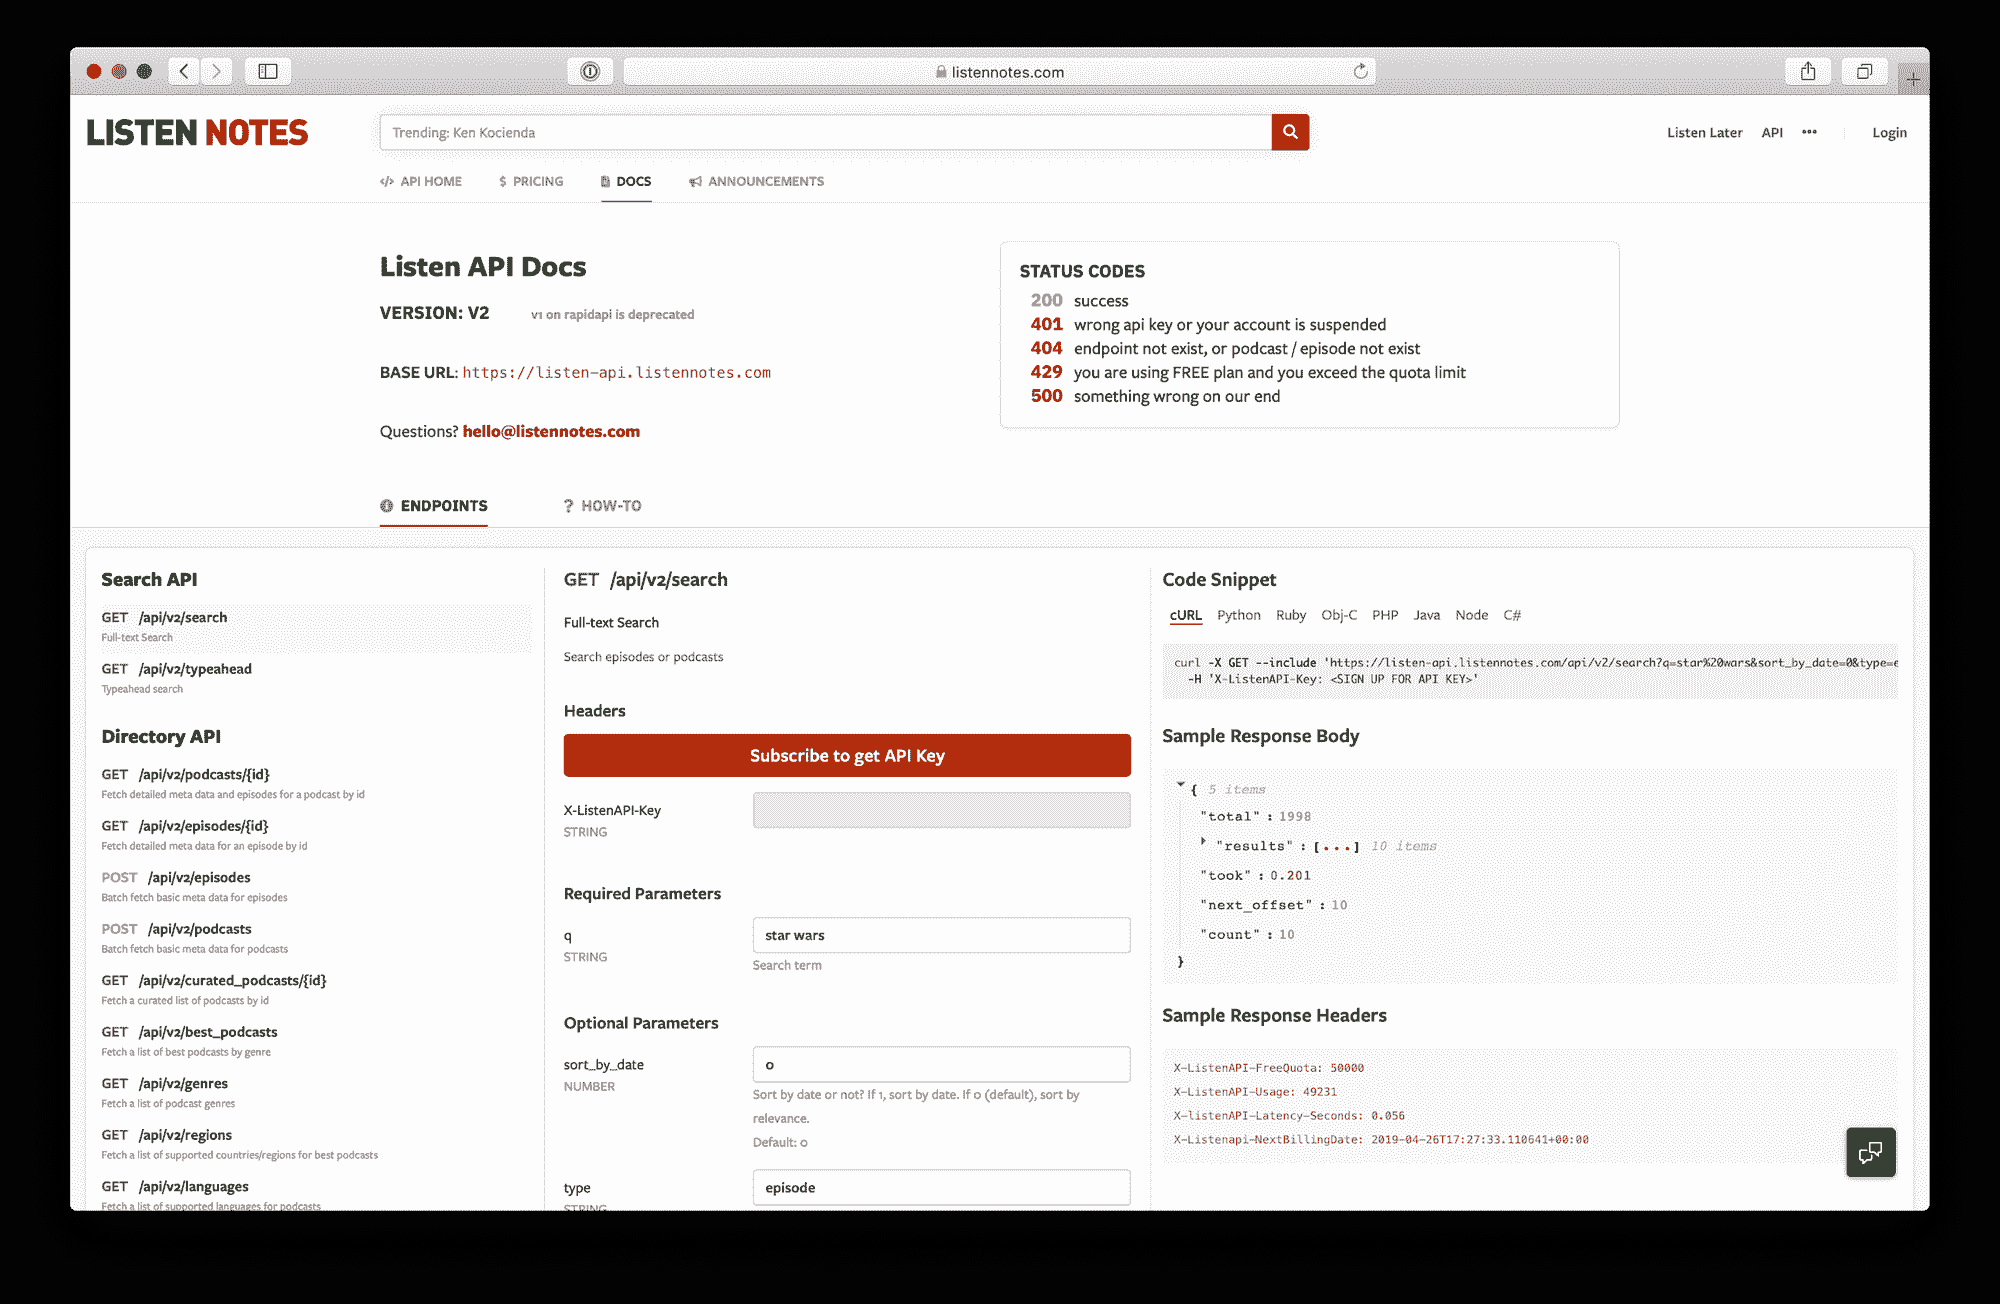 listennotes.com
LISTEN NOTES
Trending: Ken Kocienda
Listen Later API ••• Login
</> API HOME $ PRICING DOCS ANNOUNCEMENTS
Listen API Docs
VERSION: V2 v1 on rapidapi is deprecated
BASE URL: https://listen-api.listennotes.com
Questions? hello@listennotes.com
STATUS CODES
200 success
401 wrong api key or your account is suspended
404 endpoint not exist, or podcast / episode not exist
429 you are using FREE plan and you exceed the quota limit
500 something wrong on our end
ENDPOINTS ? HOW-TO
Search API
GET /api/v2/search
Full-text Search
GET /api/v2/typeahead
Typeahead search
Directory API
GET /api/v2/podcasts/{id}
Fetch detailed meta data and episodes for a podcast by id
GET /api/v2/episodes/{id}
Fetch detailed meta data for an episode by id
POST /api/v2/episodes
Batch fetch basic meta data for episodes
POST /api/v2/podcasts
Batch fetch basic meta data for podcasts
GET /api/v2/curated_podcasts/{id}
Fetch a curated list of podcasts by id
GET /api/v2/best_podcasts
Fetch a list of best podcasts by genre
GET /api/v2/genres
Fetch a list of podcast genres
GET /api/v2/regions
Fetch a list of supported countries/regions for best podcasts
GET /api/v2/languages
Fetch a list of supported languages for podcasts
GET /api/v2/search
Full-text Search
Search episodes or podcasts
Headers
Subscribe to get API Key
X-ListenAPI-Key
STRING
Required Parameters
q star wars
STRING
Search term
Optional Parameters
sort_by_date 0
NUMBER
Sort by date or not? If 1, sort by date. If 0 (default), sort by
relevance.
Default: 0
type episode
STRING
Code Snippet
cURL Python Ruby Obj-C PHP Java Node C#
curl -X GET --include 'https://listen-api.listennotes.com/api/v2/search?q=star%20wars&sort_by_date=0&type=e
-H 'X-ListenAPI-Key: <SIGN UP FOR API KEY>'
Sample Response Body
{ 5 items
"total" : 1998
"results" : [...] 10 items
"took" : 0.201
"next_offset" : 10
"count" : 10
}
Sample Response Headers
X-ListenAPI-FreeQuota: 50000
X-ListenAPI-Usage: 49231
X-listenAPI-Latency-Seconds: 0.056
X-Listenapi-NextBillingDate: 2019-04-26T17:27:33.110641+00:00